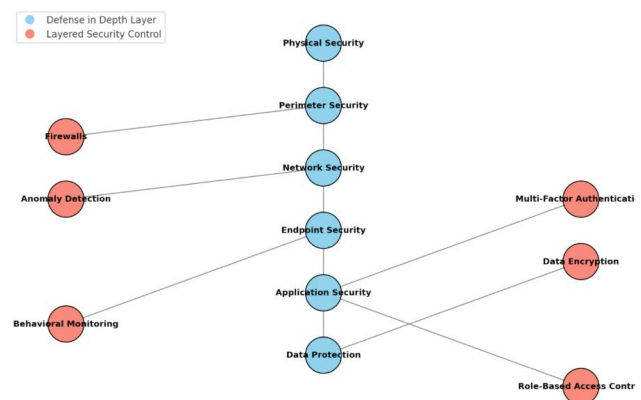 Defense in Depth Layer
Layered Security Control
Physical Security
Perimeter Security
Firewalls
Network Security
Anomaly Detection
Multi-Factor Authenticati
Endpoint Security
Data Encryption
Application Security
Behavioral Monitoring
Data Protection
Role-Based Access Contr